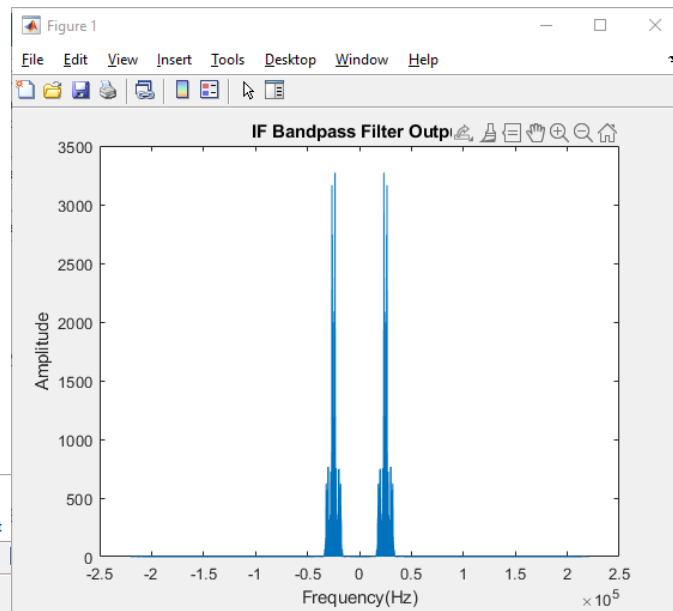 Figure 1
File Edit View Insert Tools Desktop Window Help
IF Bandpass Filter Outp
3500
3000
2500
2000
1500
1000
500
0
Amplitude
-2.5 -2 -1.5 -1 -0.5 0 0.5 1 1.5 2 2.5
Frequency(Hz)
× 10^5